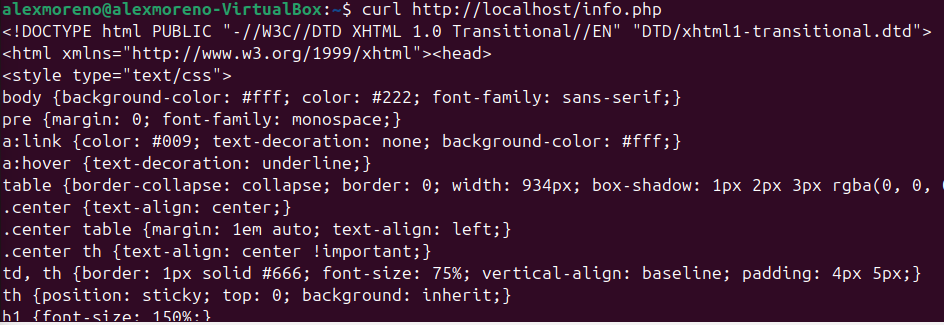 alexmoreno@alexmoreno-VirtualBox:~$ curl http://localhost/info.php
<!DOCTYPE html PUBLIC "-//W3C//DTD XHTML 1.0 Transitional//EN" "DTD/xhtml1-transitional.dtd">
<html xmlns="http://www.w3.org/1999/xhtml"><head>
<style type="text/css">
body {background-color: #fff; color: #222; font-family: sans-serif;}
pre {margin: 0; font-family: monospace;}
a:link {color: #009; text-decoration: none; background-color: #fff;}
a:hover {text-decoration: underline;}
table {border-collapse: collapse; border: 0; width: 934px; box-shadow: 1px 2px 3px rgba(0, 0,
.center {text-align: center;}
.center table {margin: 1em auto; text-align: left;}
.center th {text-align: center !important;}
td, th {border: 1px solid #666; font-size: 75%; vertical-align: baseline; padding: 4px 5px;}
th {position: sticky; top: 0; background: inherit;}
h1 {font-size: 150%;}